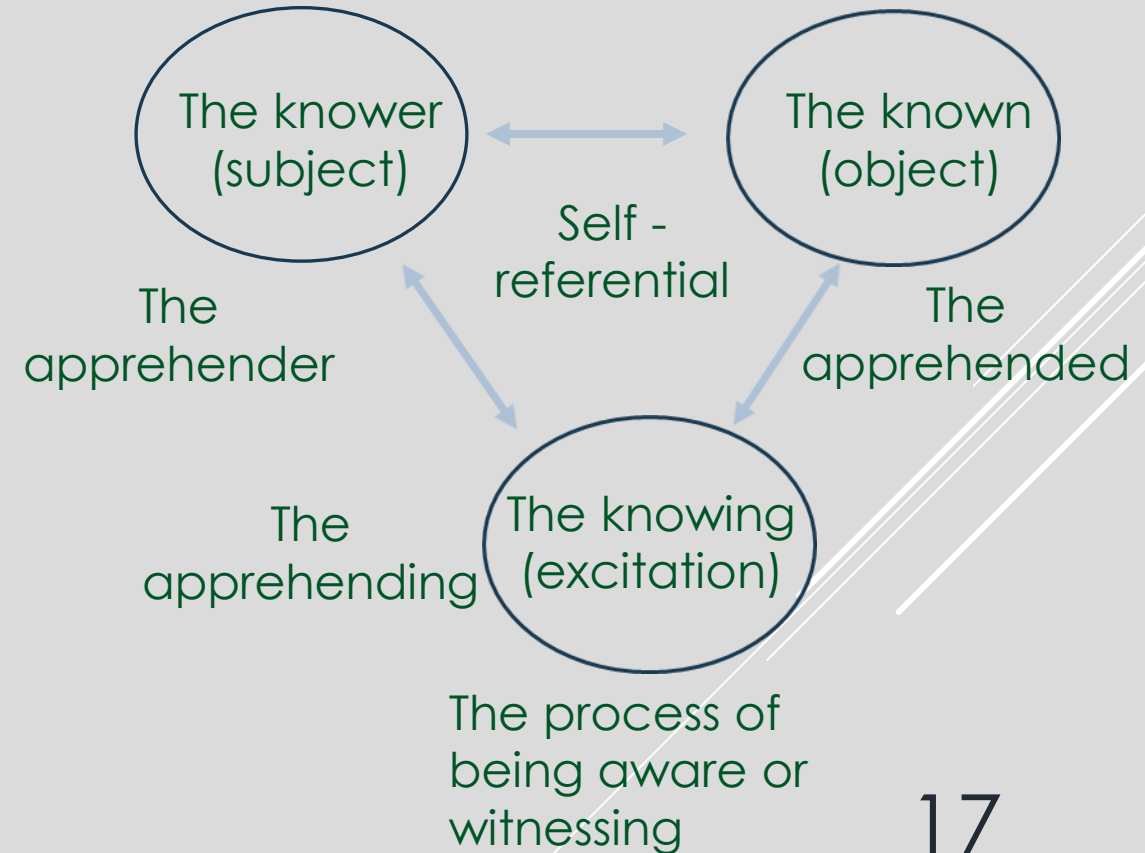 The knower
(subject)
The known
(object)
Self -
referential
The
apprehender
The
apprehended
The
apprehending
The knowing
(excitation)
The process of
being aware or
witnessing
17